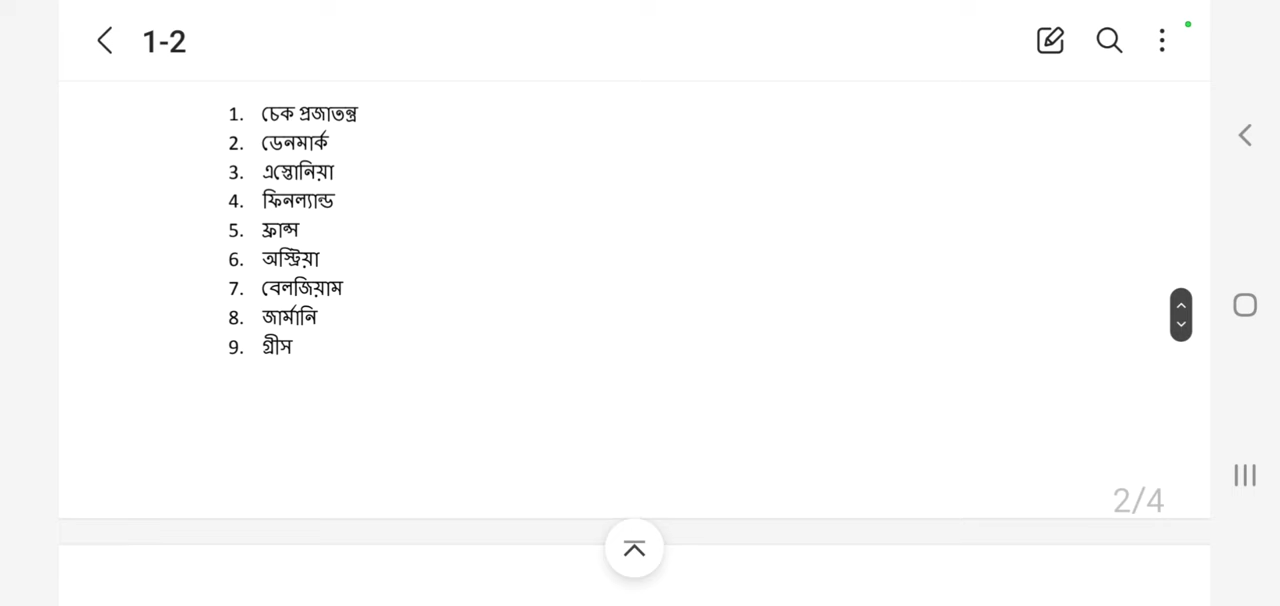 1-2
1. চেক প্রজাতন্ত্র
2. ডেনমার্ক
3. এস্তোনিয়া
4. ফিনল্যান্ড
5. ফ্রান্স
6. অস্ট্রিয়া
7. বেলজিয়াম
8. জার্মানি
9. গ্রীস
2/4